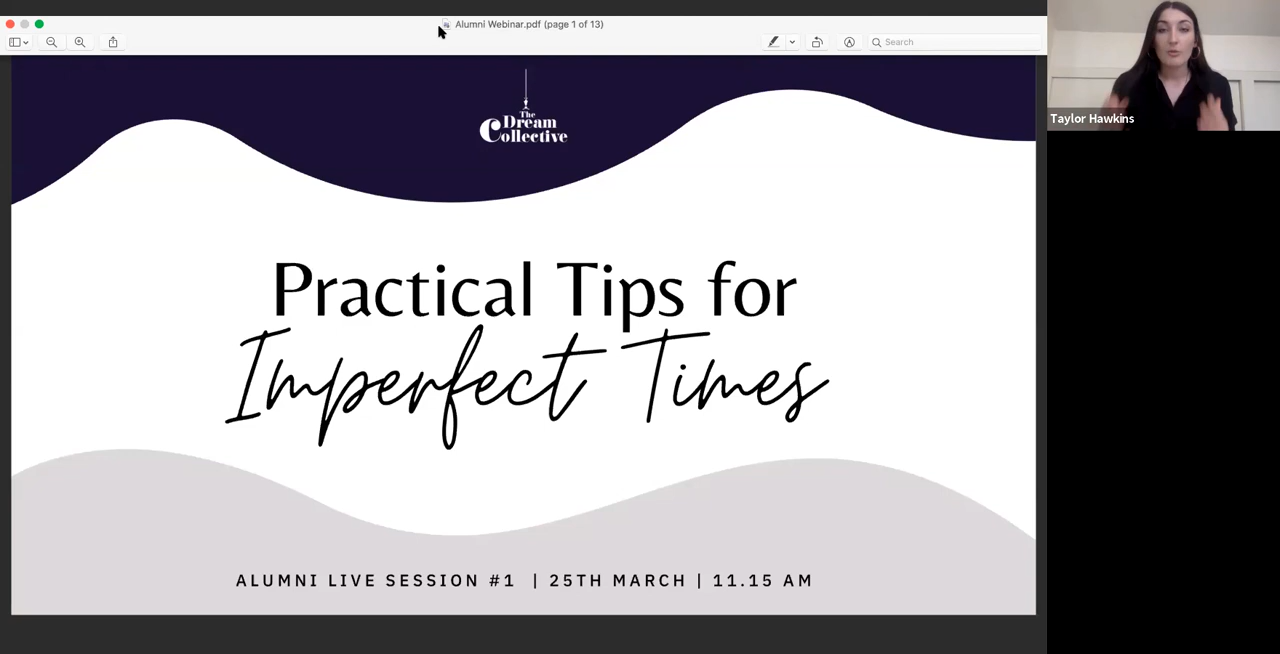 Alumni Webinar.pdf (page 1 of 13)
Search
Taylor Hawkins
The
Dream
Collective
Practical Tips for
Imperfect Times
ALUMNI LIVE SESSION #1 | 25TH MARCH | 11.15 AM